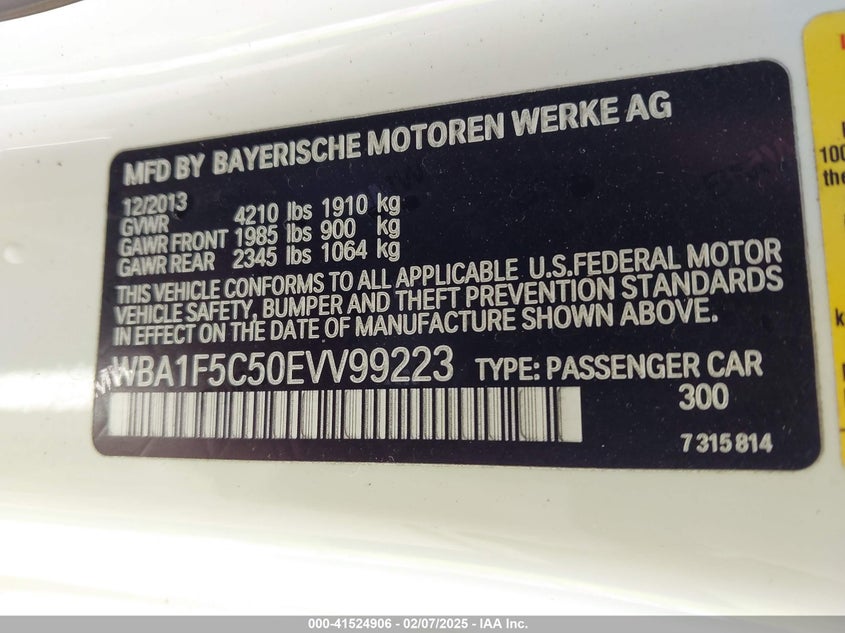 MFD BY BAYERISCHE MOTOREN WERKE AG
12/2013
GVWR 4210 lbs 1910 kg
GAWR FRONT 1985 lbs 900 kg
GAWR REAR 2345 lbs 1064 kg
THIS VEHICLE CONFORMS TO ALL APPLICABLE U.S.FEDERAL MOTOR
VEHICLE SAFETY, BUMPER AND THEFT PREVENTION STANDARDS
IN EFFECT ON THE DATE OF MANUFACTURE SHOWN ABOVE.
WBA1F5C50EVV99223 TYPE: PASSENGER CAR
300
7 315 814
100
the
000-41524906 - 02/07/2025 - IAA Inc.